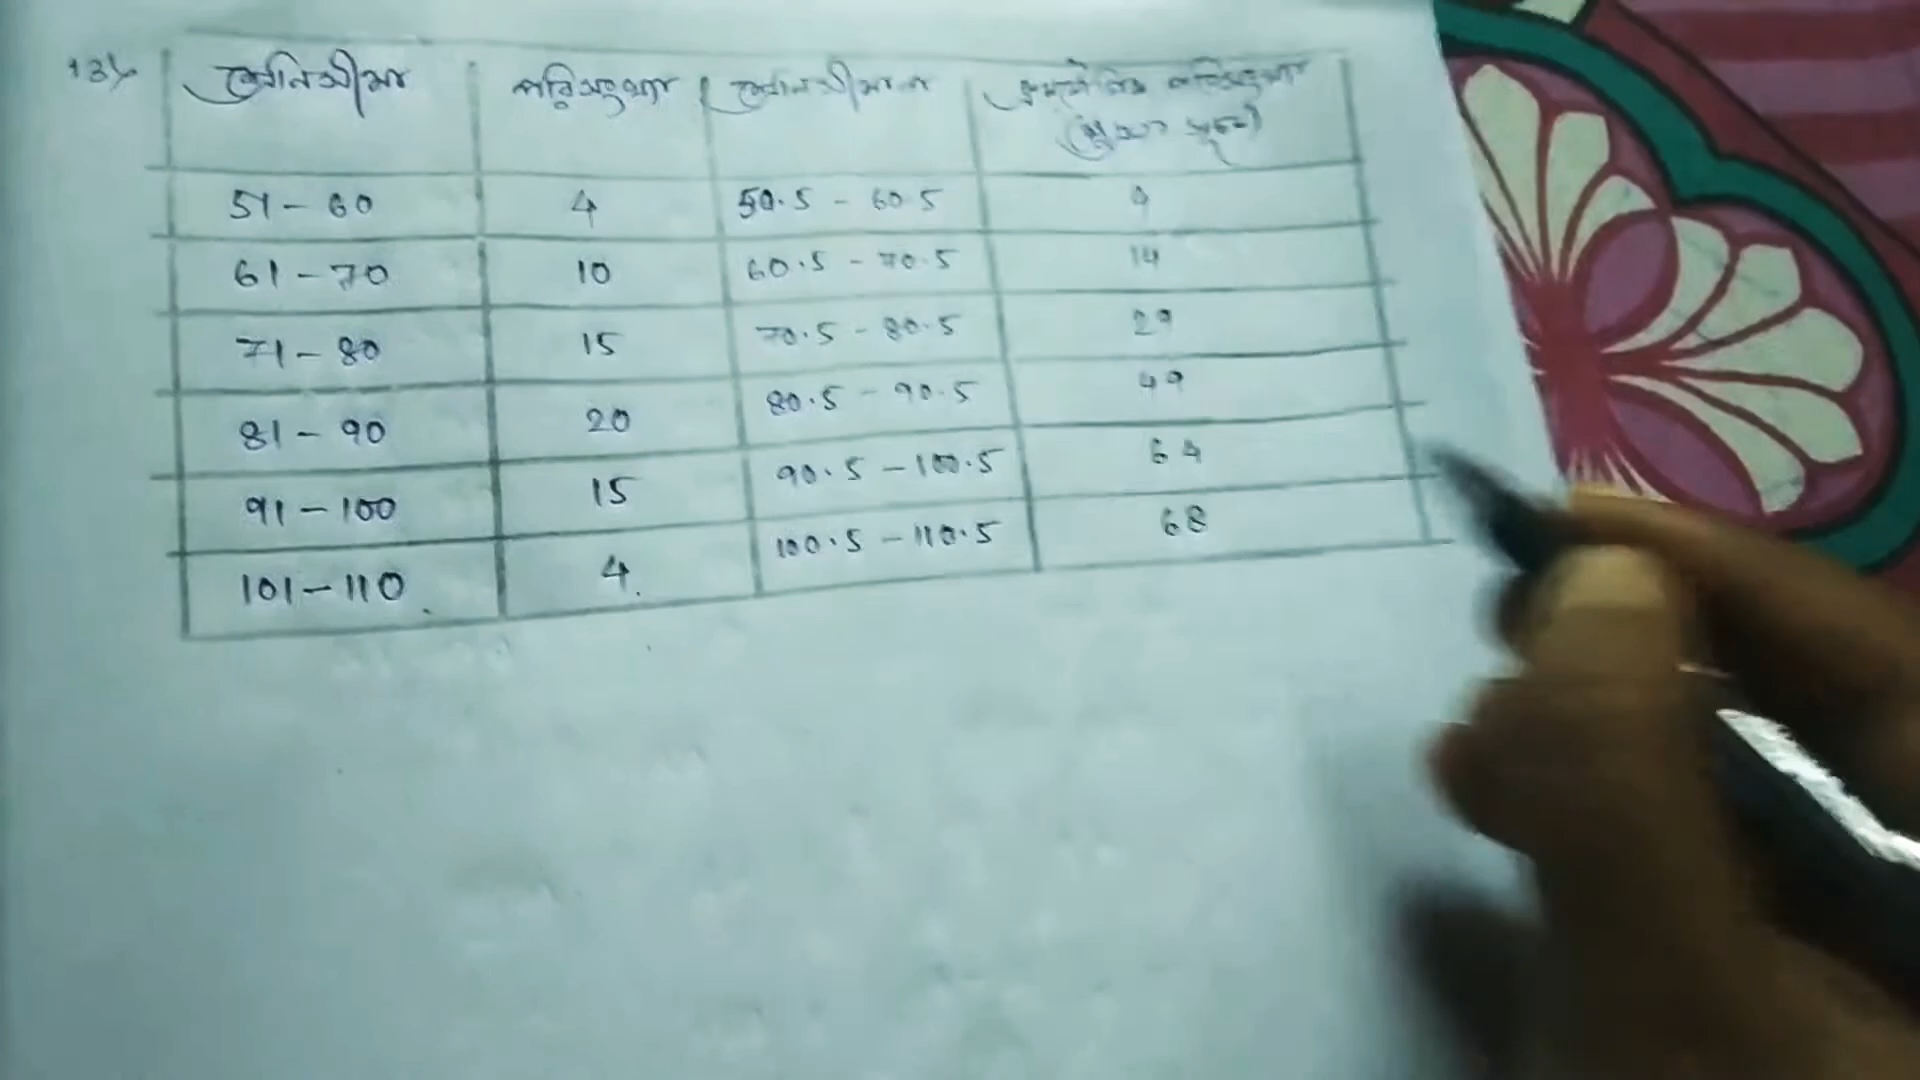 13> শ্রেণিসীমা পরিসংখ্যা শ্রেণিসীমানা ক্রমযৌগিক পরিসংখ্যা
(ক্ষুদ্রতর সূচক)
51 - 60 4 50.5 - 60.5 4
61 - 70 10 60.5 - 70.5 14
71 - 80 15 70.5 - 80.5 29
81 - 90 20 80.5 - 90.5 49
91 - 100 15 90.5 - 100.5 64
101 - 110 4 100.5 - 110.5 68